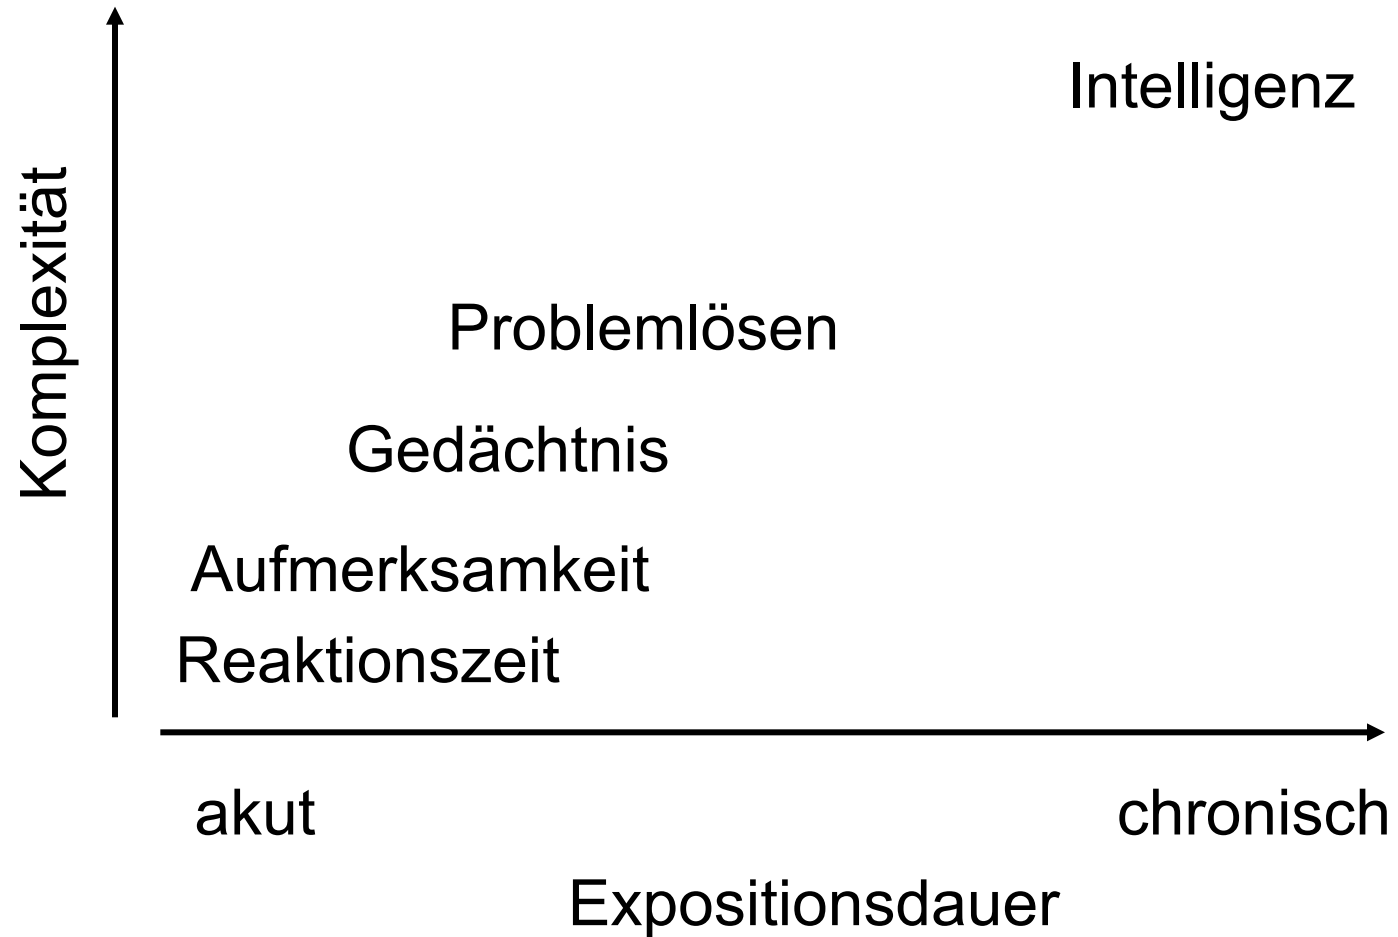 Komplexität
Intelligenz
Problemlösen
Gedächtnis
Aufmerksamkeit
Reaktionszeit
akut
chronisch
Expositionsdauer